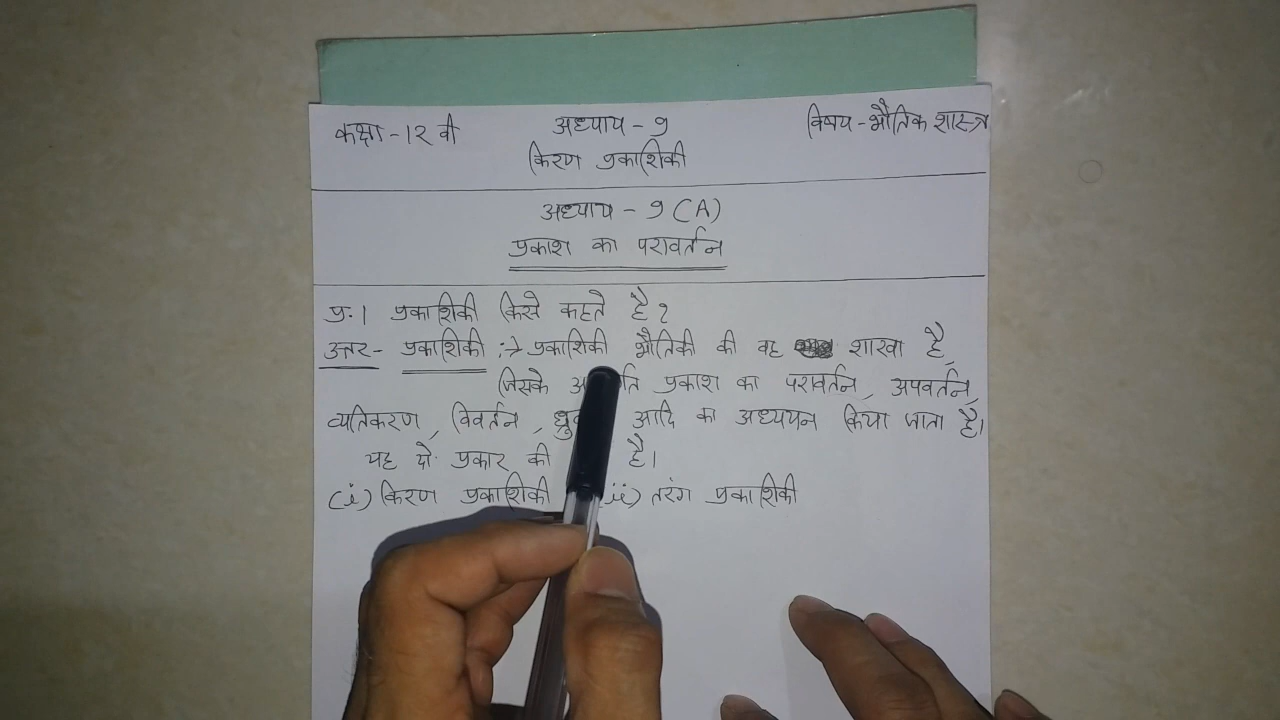 कक्षा - 12 वी अध्याय - 9 विषय - भौतिक शास्त्र
किरण प्रकाशिकी
अध्याय - 9 (A)
प्रकाश का परावर्तन
प्र. 1 प्रकाशिकी किसे कहते है?
उत्तर - प्रकाशिकी :→ प्रकाशिकी भौतिकी की वह शाखा है,
जिसके प्रकाश का परावर्तन, अपवर्तन,
व्यतिकरण, विवर्तन, आदि का अध्ययन किया जाता है।
यह दो प्रकार की है।
(i) किरण प्रकाशिकी (ii) तरंग प्रकाशिकी